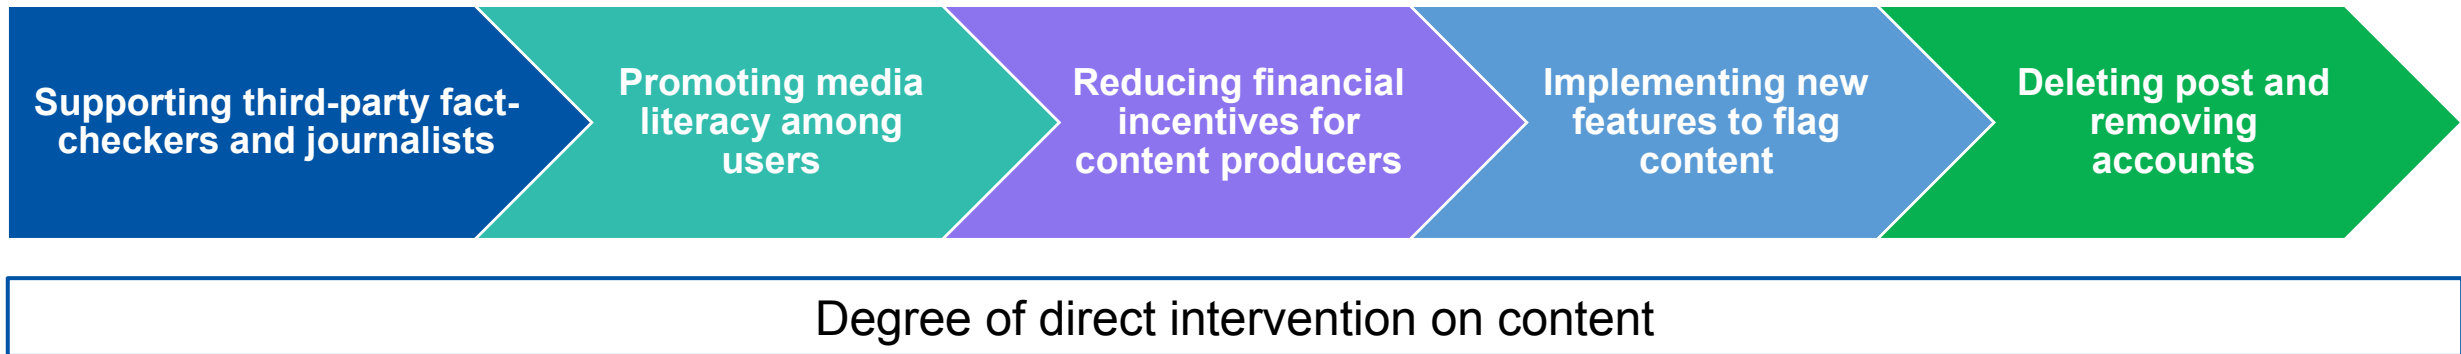 Supporting third-party fact-
checkers and journalists
Promoting media
literacy among
users
Reducing financial
incentives for
content producers
Implementing new
features to flag
content
Deleting post and
removing
accounts
Degree of direct intervention on content